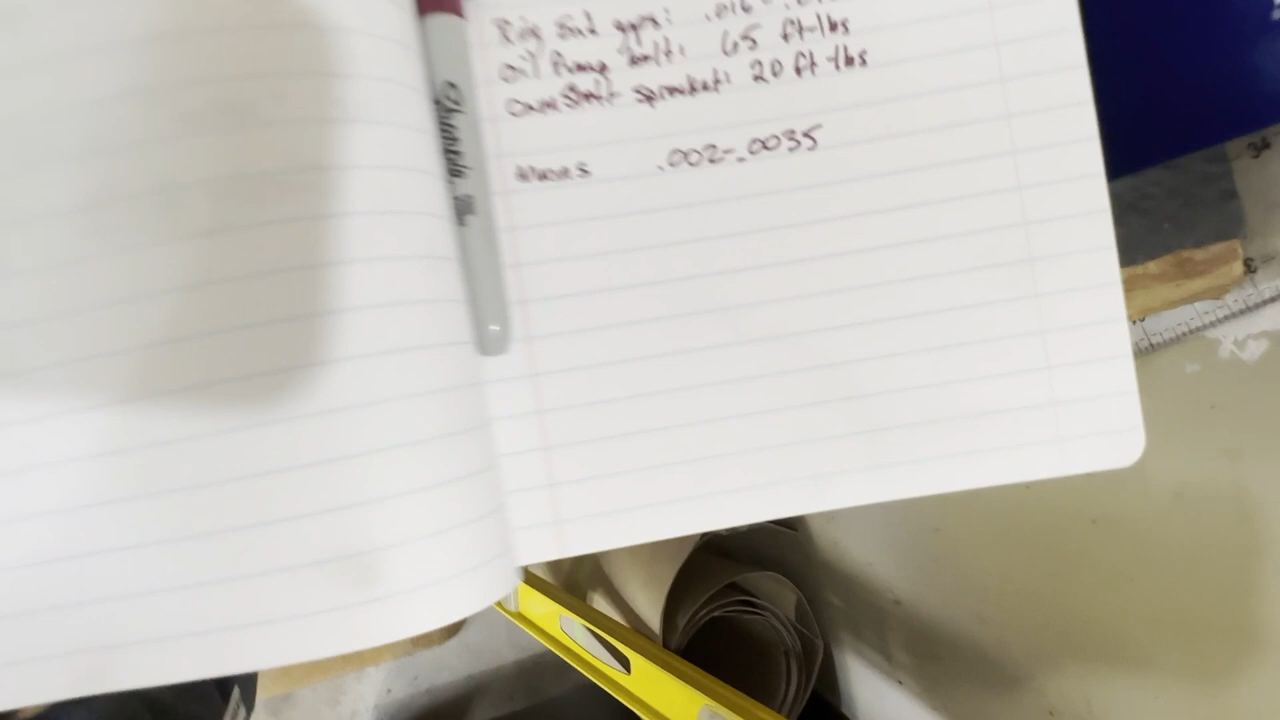 Ring End gaps: .016 -
Oil Pump bolt: 65 ft-lbs
Camshaft sprocket: 20 ft-lbs
.002-.0035
Sharpie